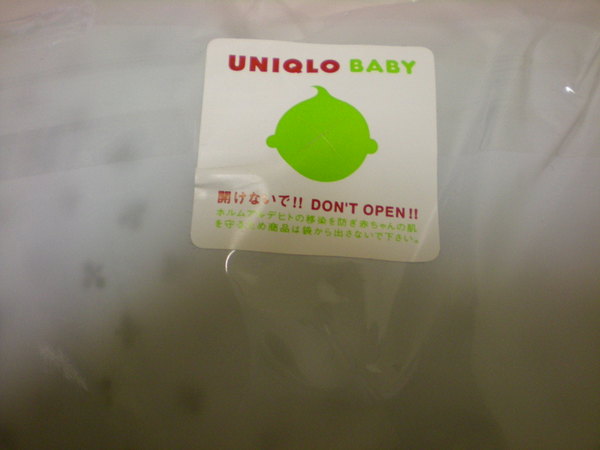 UNIQLO BABY
開けないで!! DON'T OPEN!!
ホルムアルデヒトの移染を防ぎ赤ちゃんの肌
を守るため商品は袋から出さないで下さい。